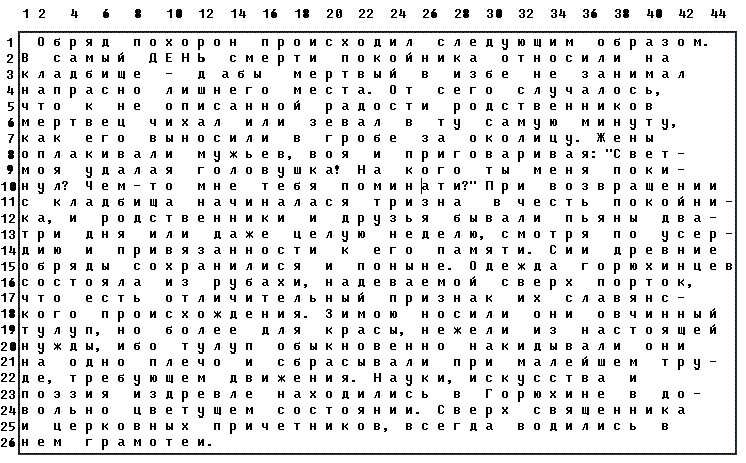 1 2 4 6 8 10 12 14 16 18 20 22 24 26 28 30 32 34 36 38 40 42 44
1 Обряд похорон происходил следующим образом.
2 В самый ДЕНЬ смерти покойника относили на
3 кладбище - дабы мертвый в избе не занимал
4 напрасно лишнего места. От сего случалось,
5 что к не описанной радости родственников
6 мертвец чихал или зевал в ту самую минуту,
7 как его выносили в гробе за околицу. Жены
8 оплакивали мужьев, воя и приговаривая: "Свет-
9 моя удалая головушка! На кого ты меня поки-
10 нул? Чем-то мне тебя поминати?" При возвращении
11 с кладбища начиналася тризна в честь покойни-
12 ка, и родственники и друзья бывали пьяны два-
13 три дня или даже целую неделю, смотря по усер-
14 дию и привязанности к его памяти. Сии древние
15 обряды сохранилися и поныне. Одежда горюхинцев
16 состояла из рубахи, надеваемой сверх порток,
17 что есть отличительный признак их славянс-
18 кого происхождения. Зимою носили они овчинный
19 тулуп, но более для красы, нежели из настоящей
20 нужды, ибо тулуп обыкновенно накидывали они
21 на одно плечо и сбрасывали при малейшем тру-
22 де, требующем движения. Науки, искусства и
23 поэзия издревле находились в Горюхине в до-
24 вольно цветущем состоянии. Сверх священника
25 и церковных причетников, всегда водились в
26 нем грамотеи.